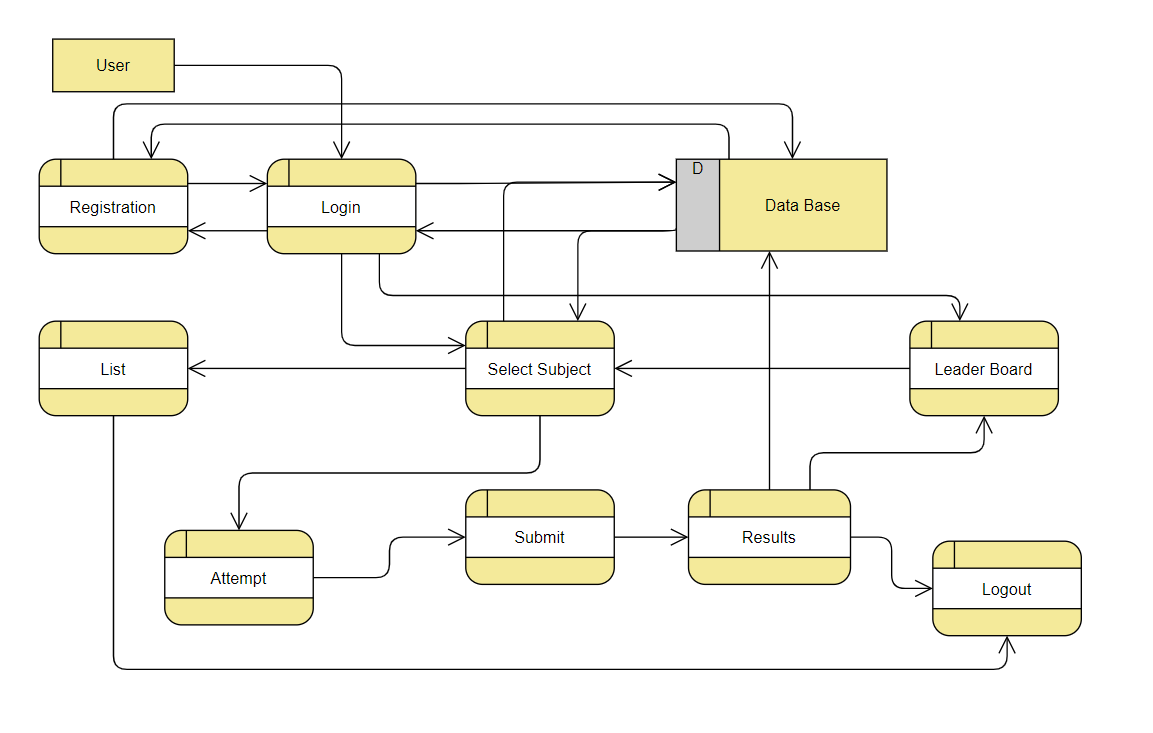 User
D
Registration
Login
Data Base
List
Select Subject
Leader Board
Submit
Results
Attempt
Logout